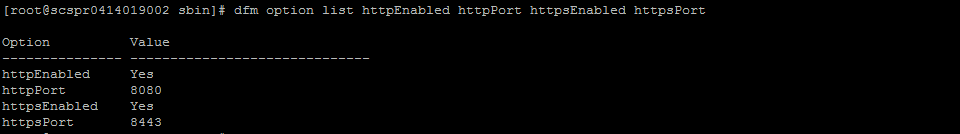 [root@scspr0414019002 sbin]# dfm option list httpEnabled httpPort httpsEnabled httpsPort
Option Value
--------------- ------------------------------
httpEnabled Yes
httpPort 8080
httpsEnabled Yes
httpsPort 8443